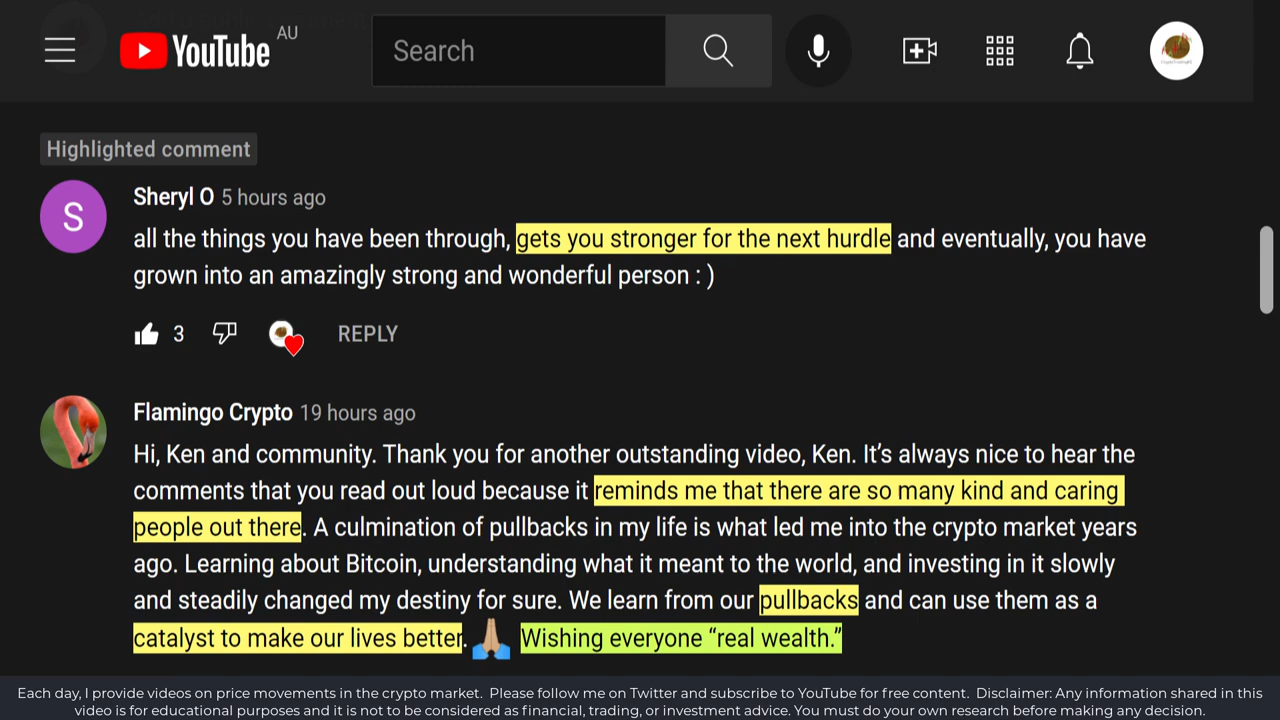 YouTube AU
Search
Highlighted comment
S
Sheryl O 5 hours ago
all the things you have been through, gets you stronger for the next hurdle and eventually, you have
grown into an amazingly strong and wonderful person : )
3 REPLY
Flamingo Crypto 19 hours ago
Hi, Ken and community. Thank you for another outstanding video, Ken. It’s always nice to hear the
comments that you read out loud because it reminds me that there are so many kind and caring
people out there. A culmination of pullbacks in my life is what led me into the crypto market years
ago. Learning about Bitcoin, understanding what it meant to the world, and investing in it slowly
and steadily changed my destiny for sure. We learn from our pullbacks and can use them as a
catalyst to make our lives better. 🙏 Wishing everyone “real wealth.”
Each day, I provide videos on price movements in the crypto market. Please follow me on Twitter and subscribe to YouTube for free content. Disclaimer: Any information shared in this
video is for educational purposes and it is not to be considered as financial, trading, or investment advice. You must do your own research before making any decision.